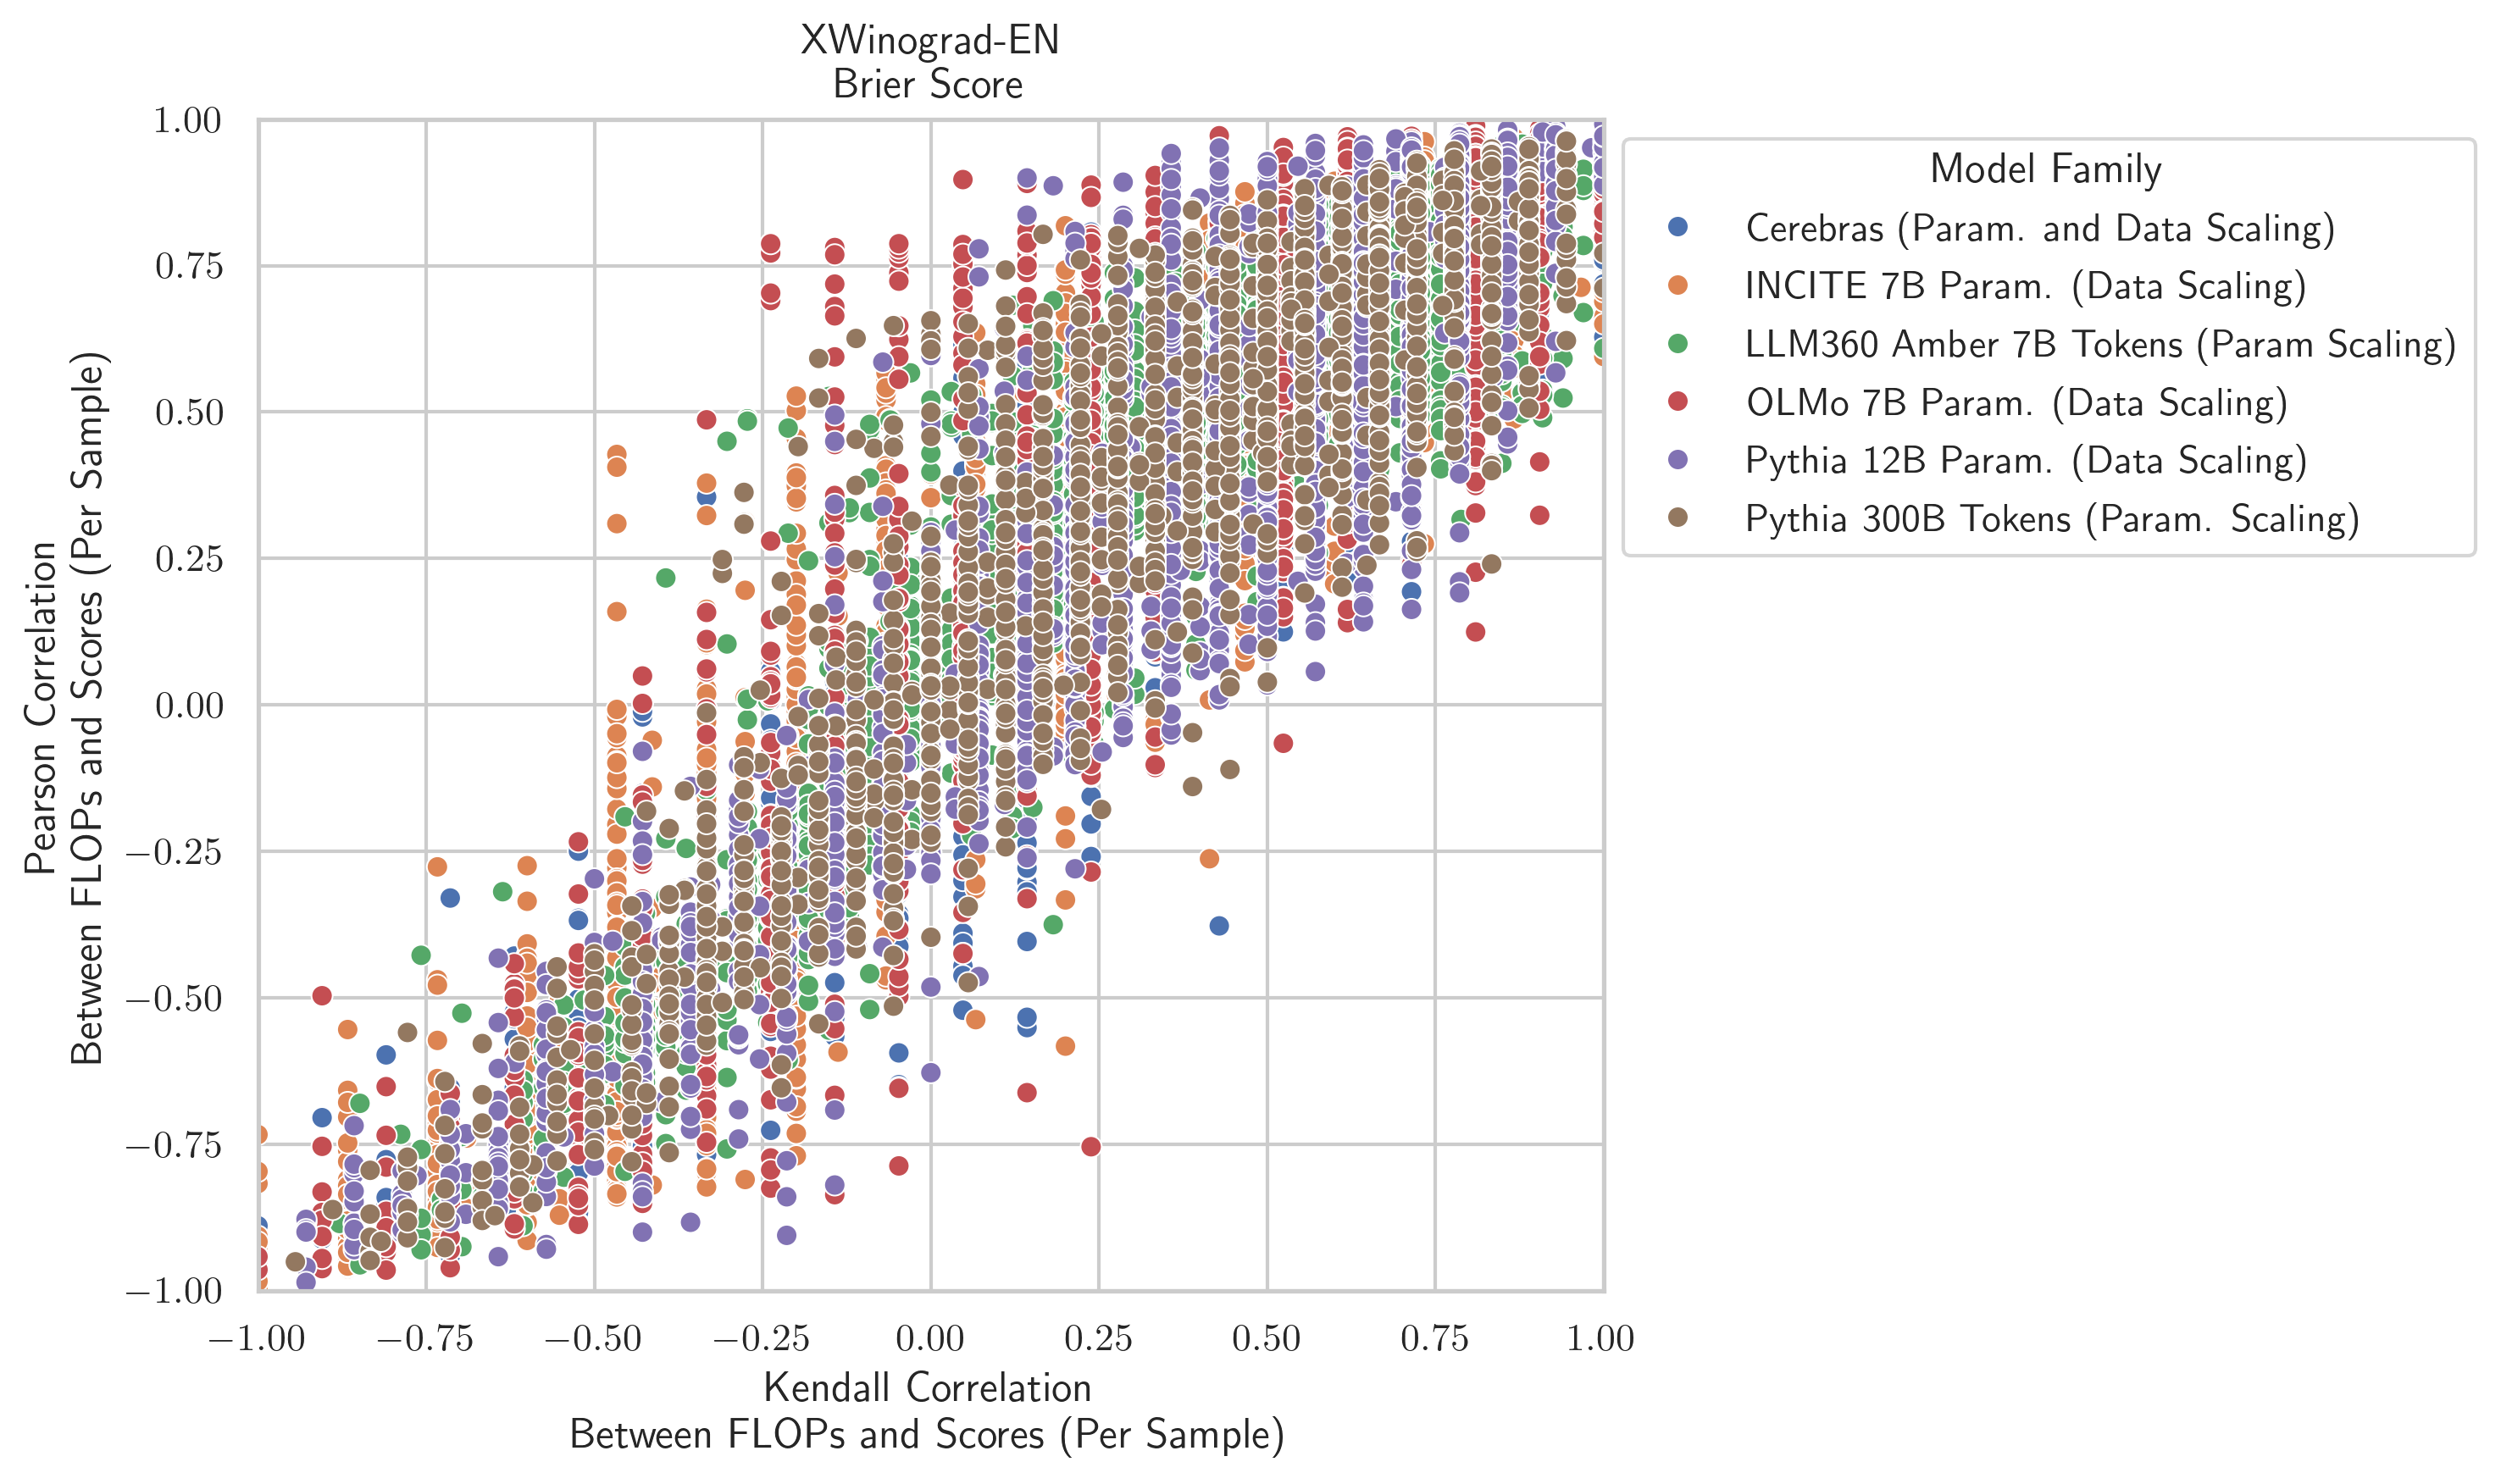 XWinograd-EN
Brier Score
Pearson Correlation
Between FLOPs and Scores (Per Sample)
1.00
0.75
0.50
0.25
0.00
−0.25
−0.50
−0.75
−1.00
−1.00
−0.75
−0.50
−0.25
0.00
0.25
0.50
0.75
1.00
Kendall Correlation
Between FLOPs and Scores (Per Sample)
Model Family
Cerebras (Param. and Data Scaling)
INCITE 7B Param. (Data Scaling)
LLM360 Amber 7B Tokens (Param Scaling)
OLMo 7B Param. (Data Scaling)
Pythia 12B Param. (Data Scaling)
Pythia 300B Tokens (Param. Scaling)